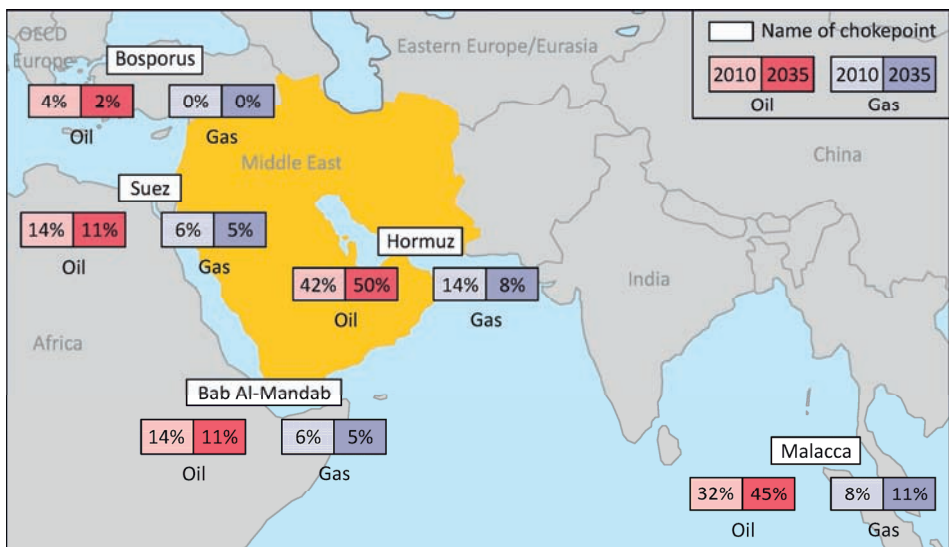 OECD
Europe
Bosporus
4% 2%
Oil
0% 0%
Gas
Eastern Europe/Eurasia
Name of chokepoint
2010 2035
Oil
2010 2035
Gas
Middle East
China
Suez
14% 11%
Oil
6% 5%
Gas
Hormuz
42% 50%
Oil
14% 8%
Gas
India
Africa
Bab Al-Mandab
14% 11%
Oil
6% 5%
Gas
Malacca
32% 45%
Oil
8% 11%
Gas